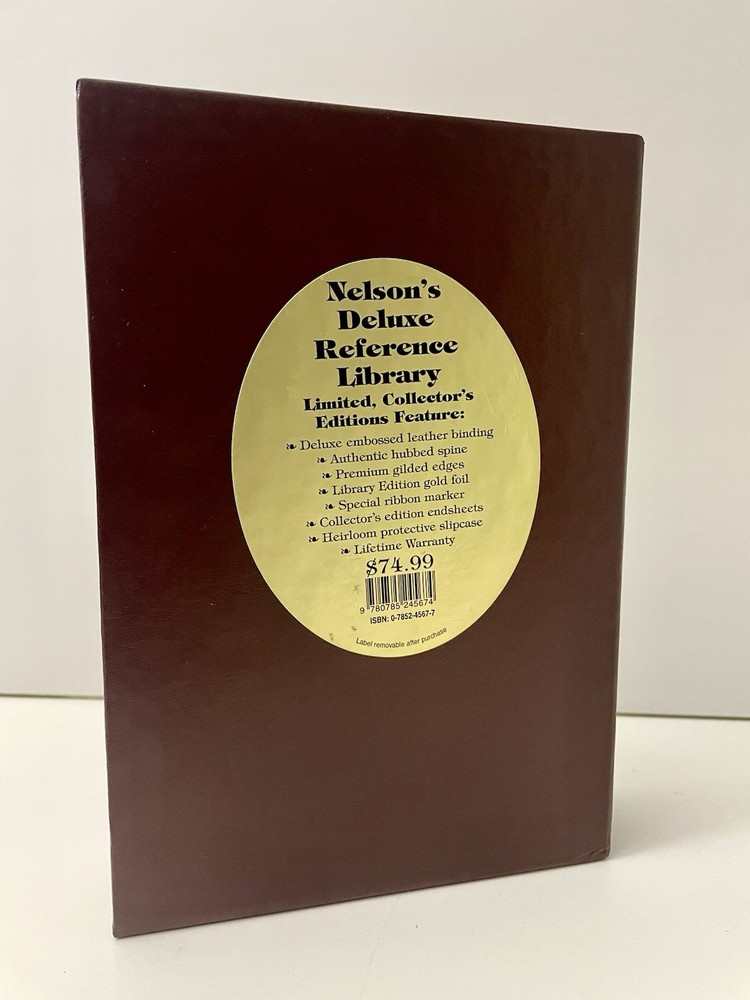 Nelson's
Deluxe
Reference
Library
Limited, Collector's
Editions Feature:
❧ Deluxe embossed leather binding
❧ Authentic hubbed spine
❧ Premium gilded edges
❧ Library Edition gold foil
❧ Special ribbon marker
❧ Collector's edition endsheets
❧ Heirloom protective slipcase
❧ Lifetime Warranty
$74.99
9 780785 245674
ISBN: 0-7852-4567-7
Label removable after purchase